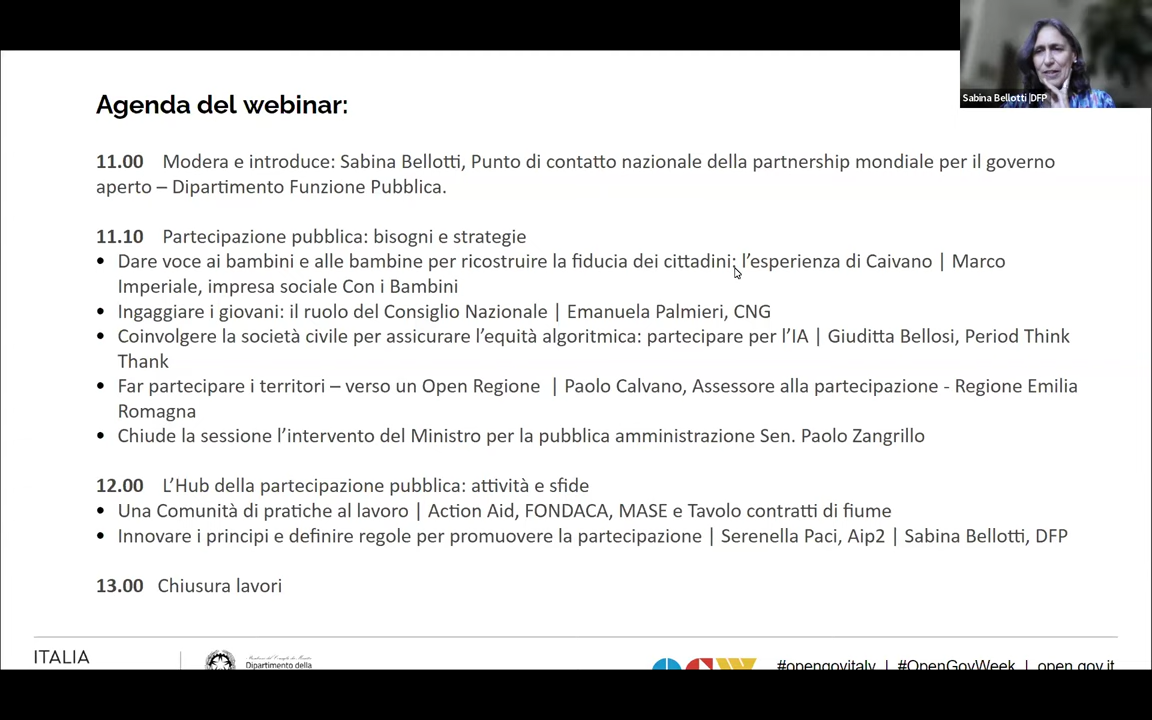 Sabina Bellotti |DFP
Agenda del webinar:
11.00 Modera e introduce: Sabina Bellotti, Punto di contatto nazionale della partnership mondiale per il governo
aperto – Dipartimento Funzione Pubblica.
11.10 Partecipazione pubblica: bisogni e strategie
• Dare voce ai bambini e alle bambine per ricostruire la fiducia dei cittadini: l’esperienza di Caivano | Marco
Imperiale, impresa sociale Con i Bambini
• Ingaggiare i giovani: il ruolo del Consiglio Nazionale | Emanuela Palmieri, CNG
• Coinvolgere la società civile per assicurare l’equità algoritmica: partecipare per l’IA | Giuditta Bellosi, Period Think
Thank
• Far partecipare i territori – verso un Open Regione | Paolo Calvano, Assessore alla partecipazione - Regione Emilia
Romagna
• Chiude la sessione l’intervento del Ministro per la pubblica amministrazione Sen. Paolo Zangrillo
12.00 L’Hub della partecipazione pubblica: attività e sfide
• Una Comunità di pratiche al lavoro | Action Aid, FONDACA, MASE e Tavolo contratti di fiume
• Innovare i principi e definire regole per promuovere la partecipazione | Serenella Paci, Aip2 | Sabina Bellotti, DFP
13.00 Chiusura lavori
ITALIA
Dipartimento della
#opengovitaly | #OpenGovWeek | open.gov.it